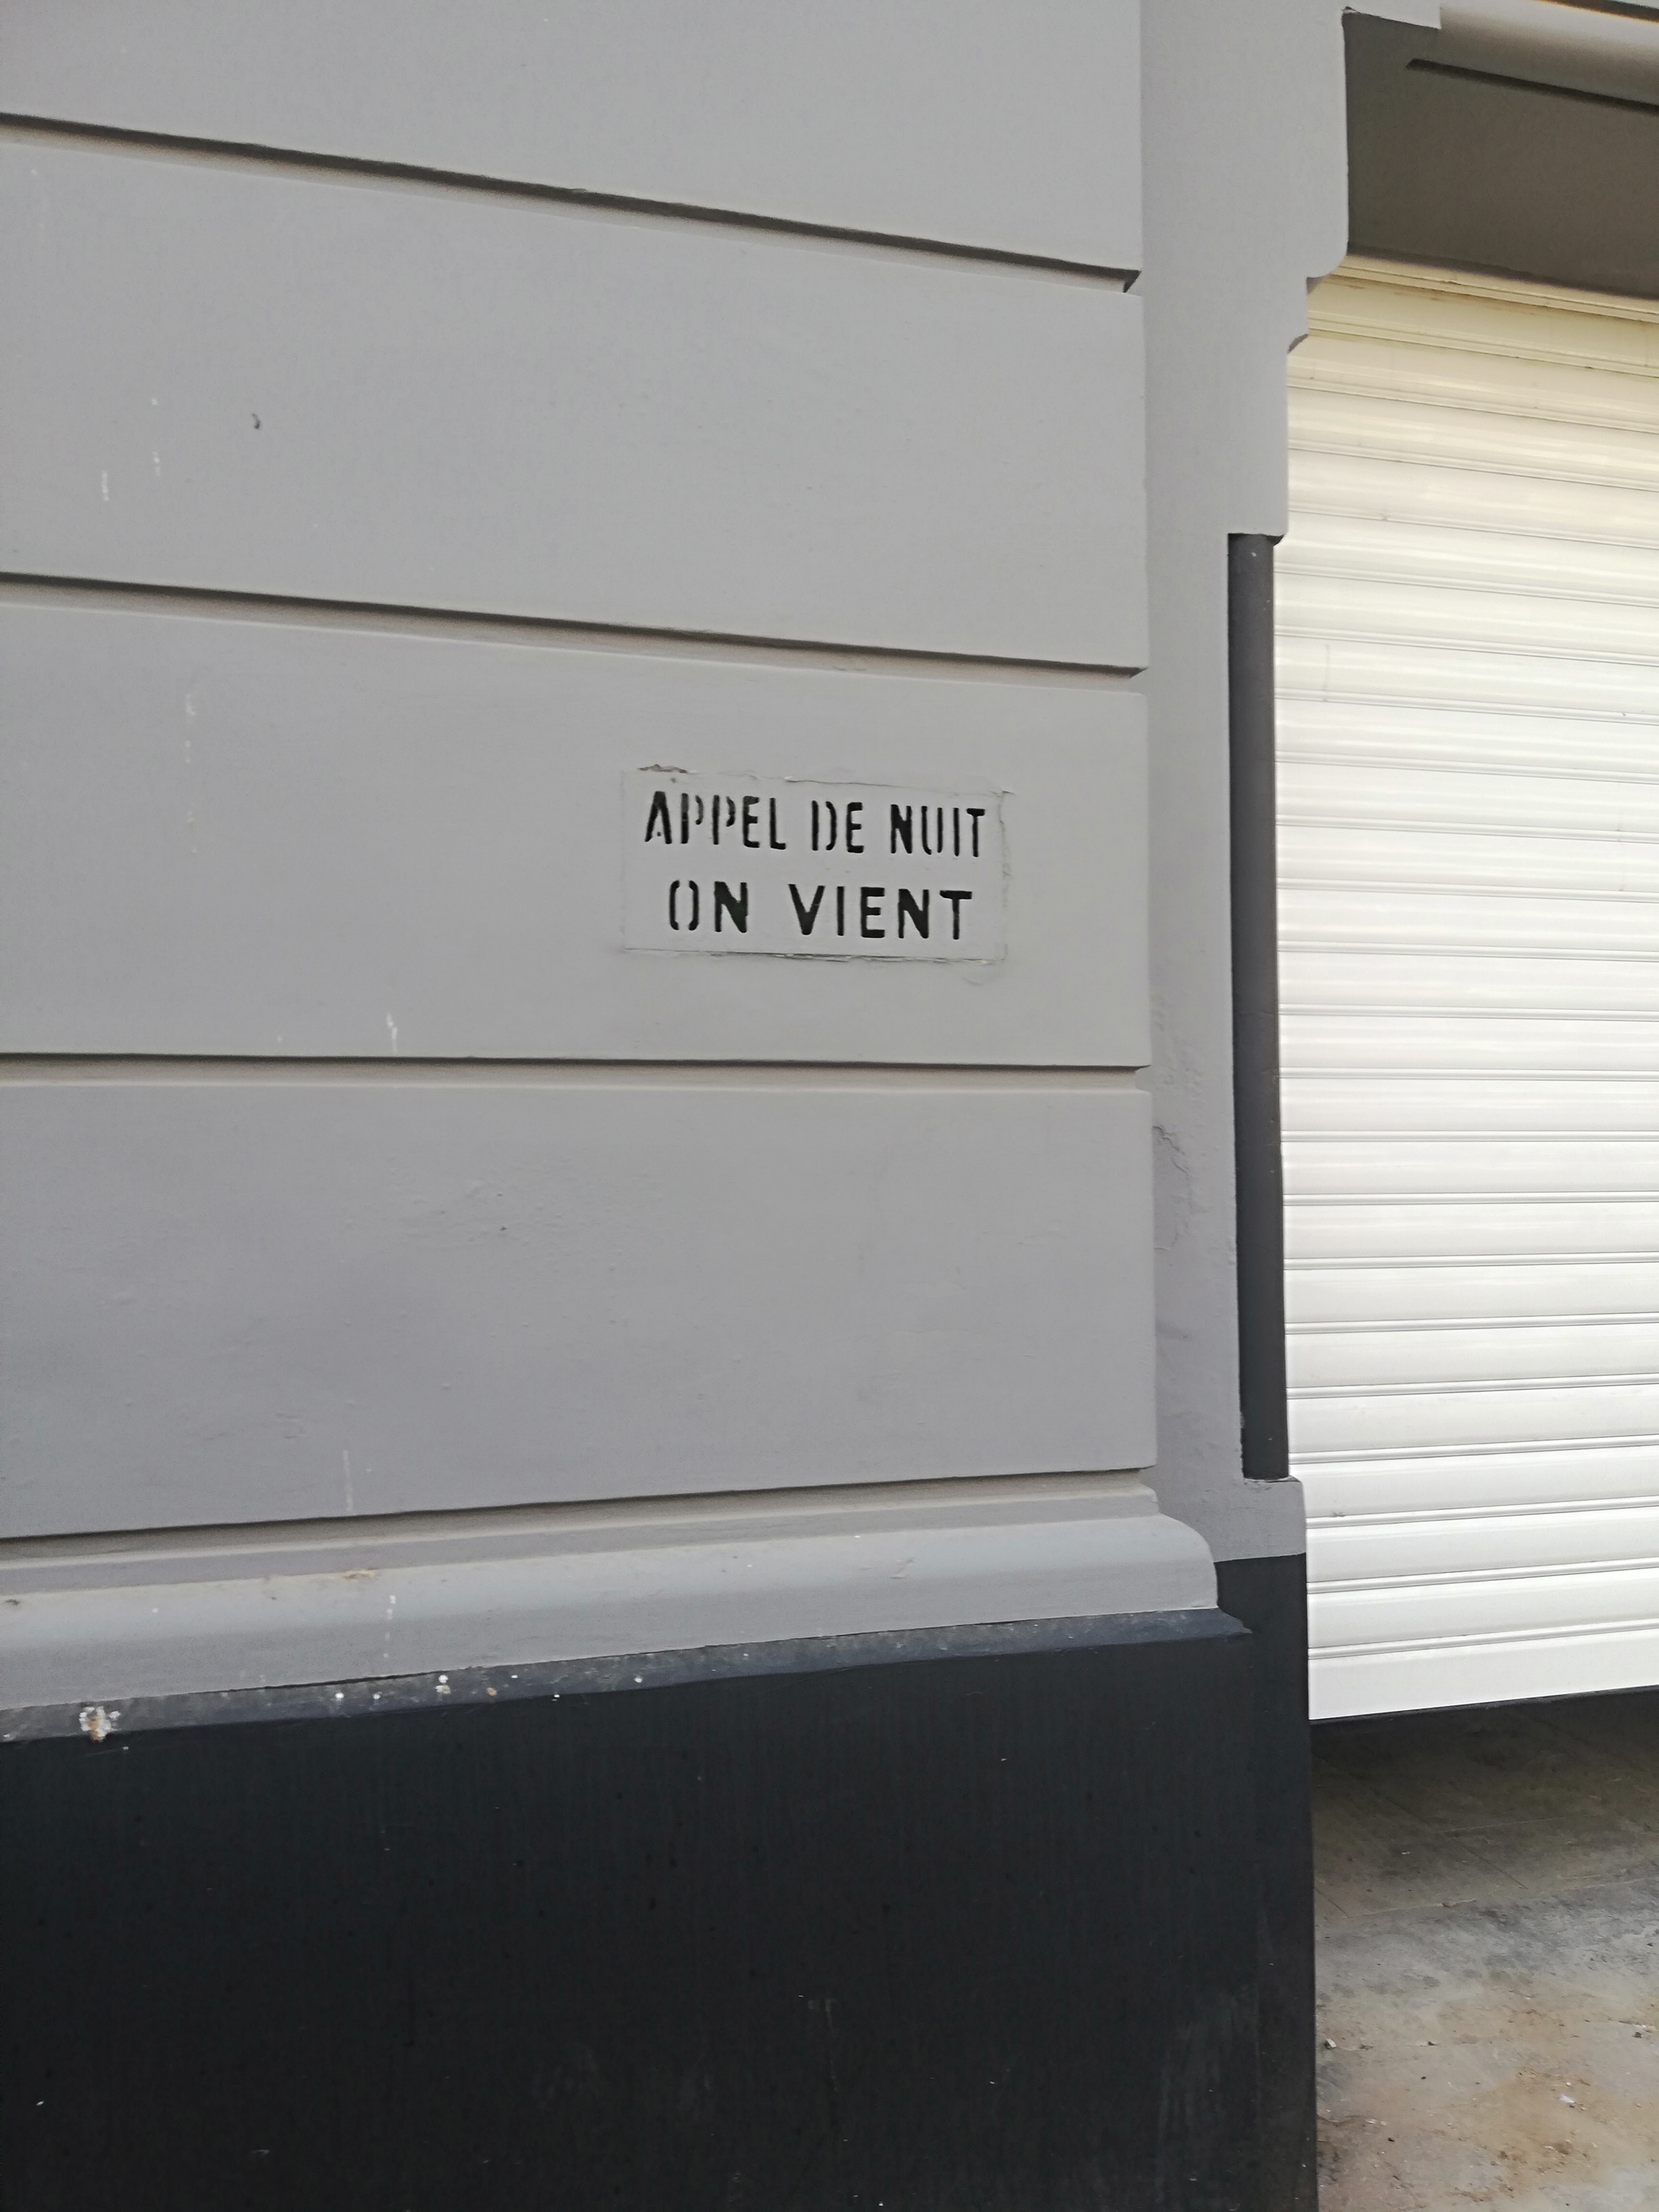 APPEL DE NUIT
ON VIENT